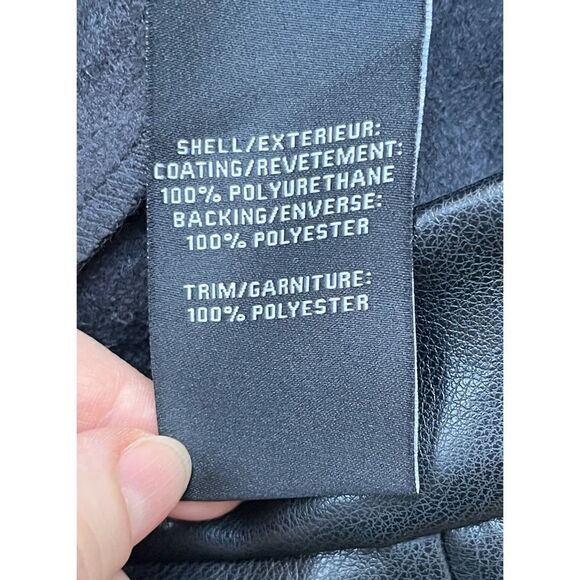 SHELL/EXTERIEUR:
COATING/REVETEMENT:
100% POLYURETHANE
BACKING/ENVERSE:
100% POLYESTER
TRIM/GARNITURE:
100% POLYESTER